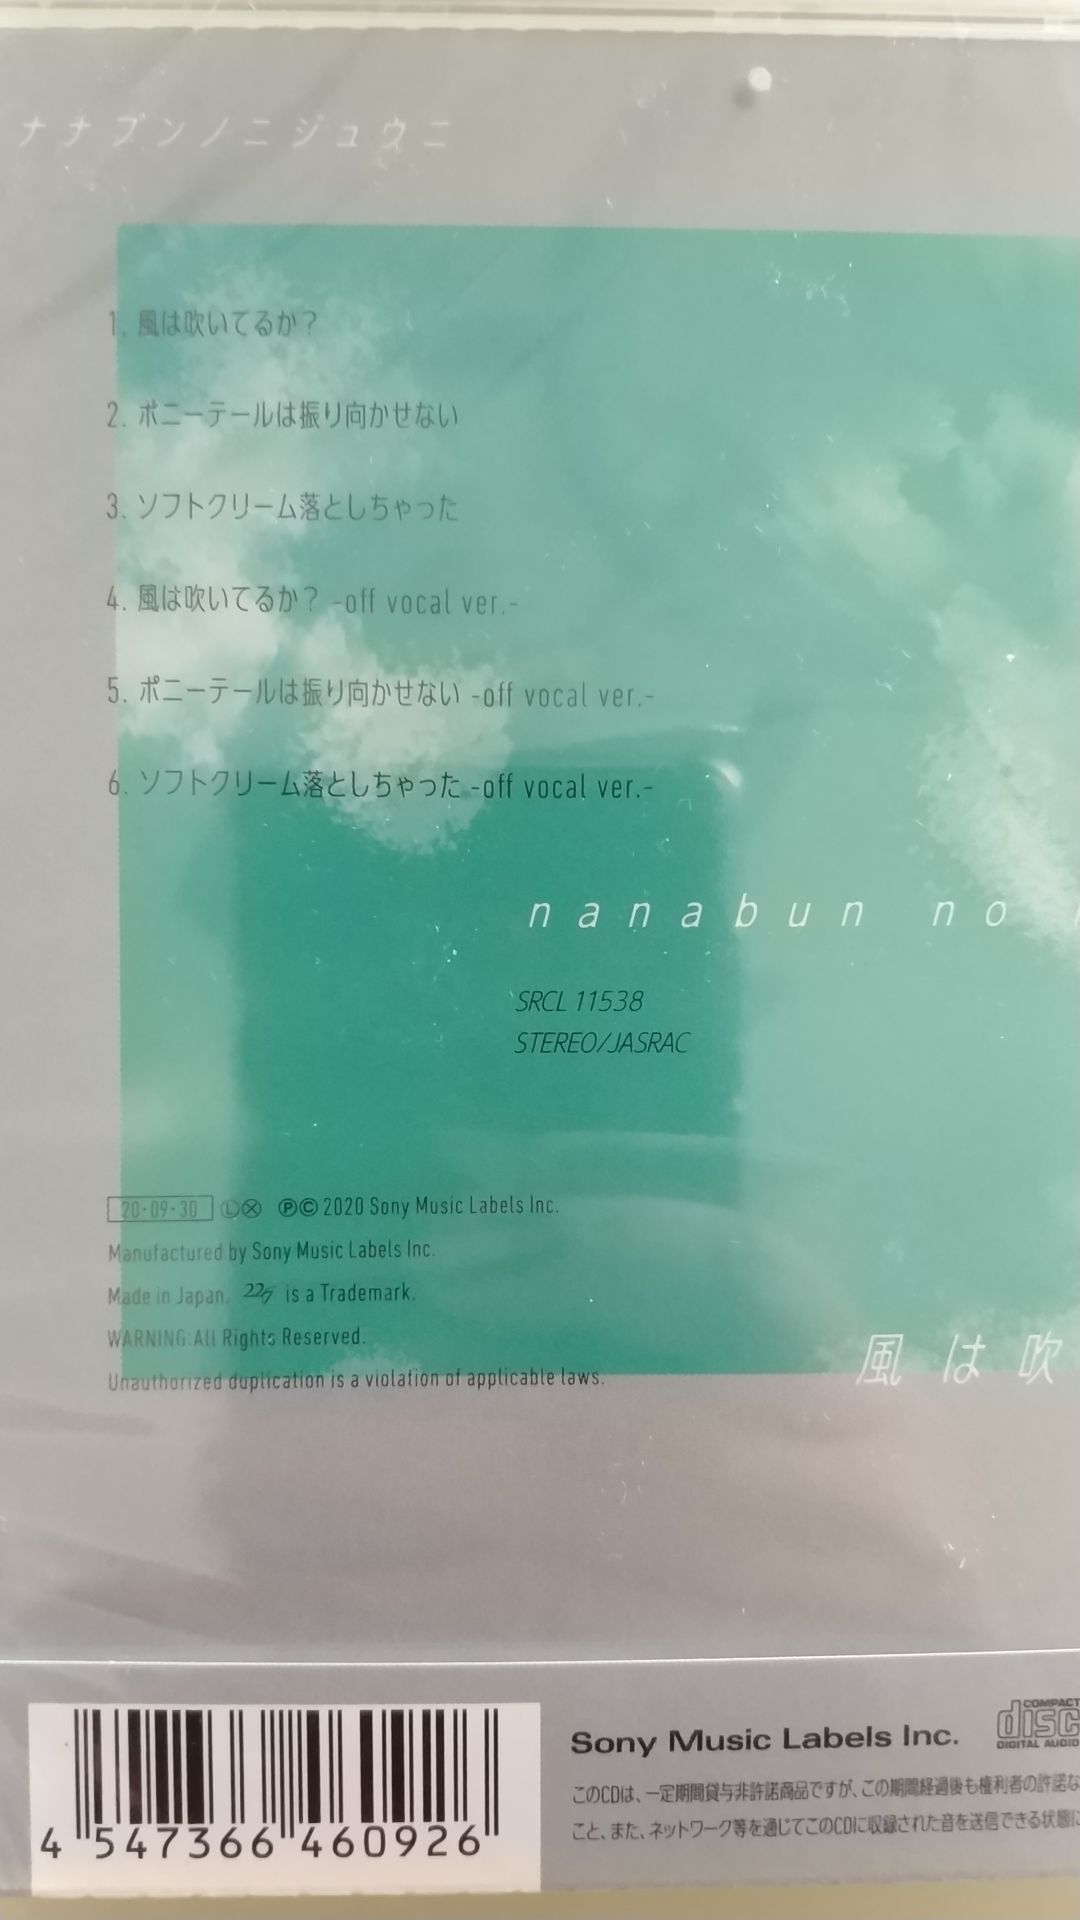 ナナブンノニジュウニ
1. 風は吹いてるか？
2. ポニーテールは振り向かせない
3. ソフトクリーム落としちゃった
4. 風は吹いてるか？ -off vocal ver.-
5. ポニーテールは振り向かせない -off vocal ver.-
6. ソフトクリーム落としちゃった -off vocal ver.-
nanabun no
SRCL 11538
STEREO/JASRAC
20・09・30 Ⓛ⊗ ℗© 2020 Sony Music Labels Inc.
Manufactured by Sony Music Labels Inc.
Made in Japan. 22/7 is a Trademark.
WARNING:All Rights Reserved.
Unauthorized duplication is a violation of applicable laws.
風は吹
4 547366 460926
Sony Music Labels Inc.
COMPACT
disc
DIGITAL AUDIO
このCDは、一定期間貸与非許諾商品ですが、この期間経過後も権利者の許諾な
こと、また、ネットワーク等を通じてこのCDに収録された音を送信できる状態に